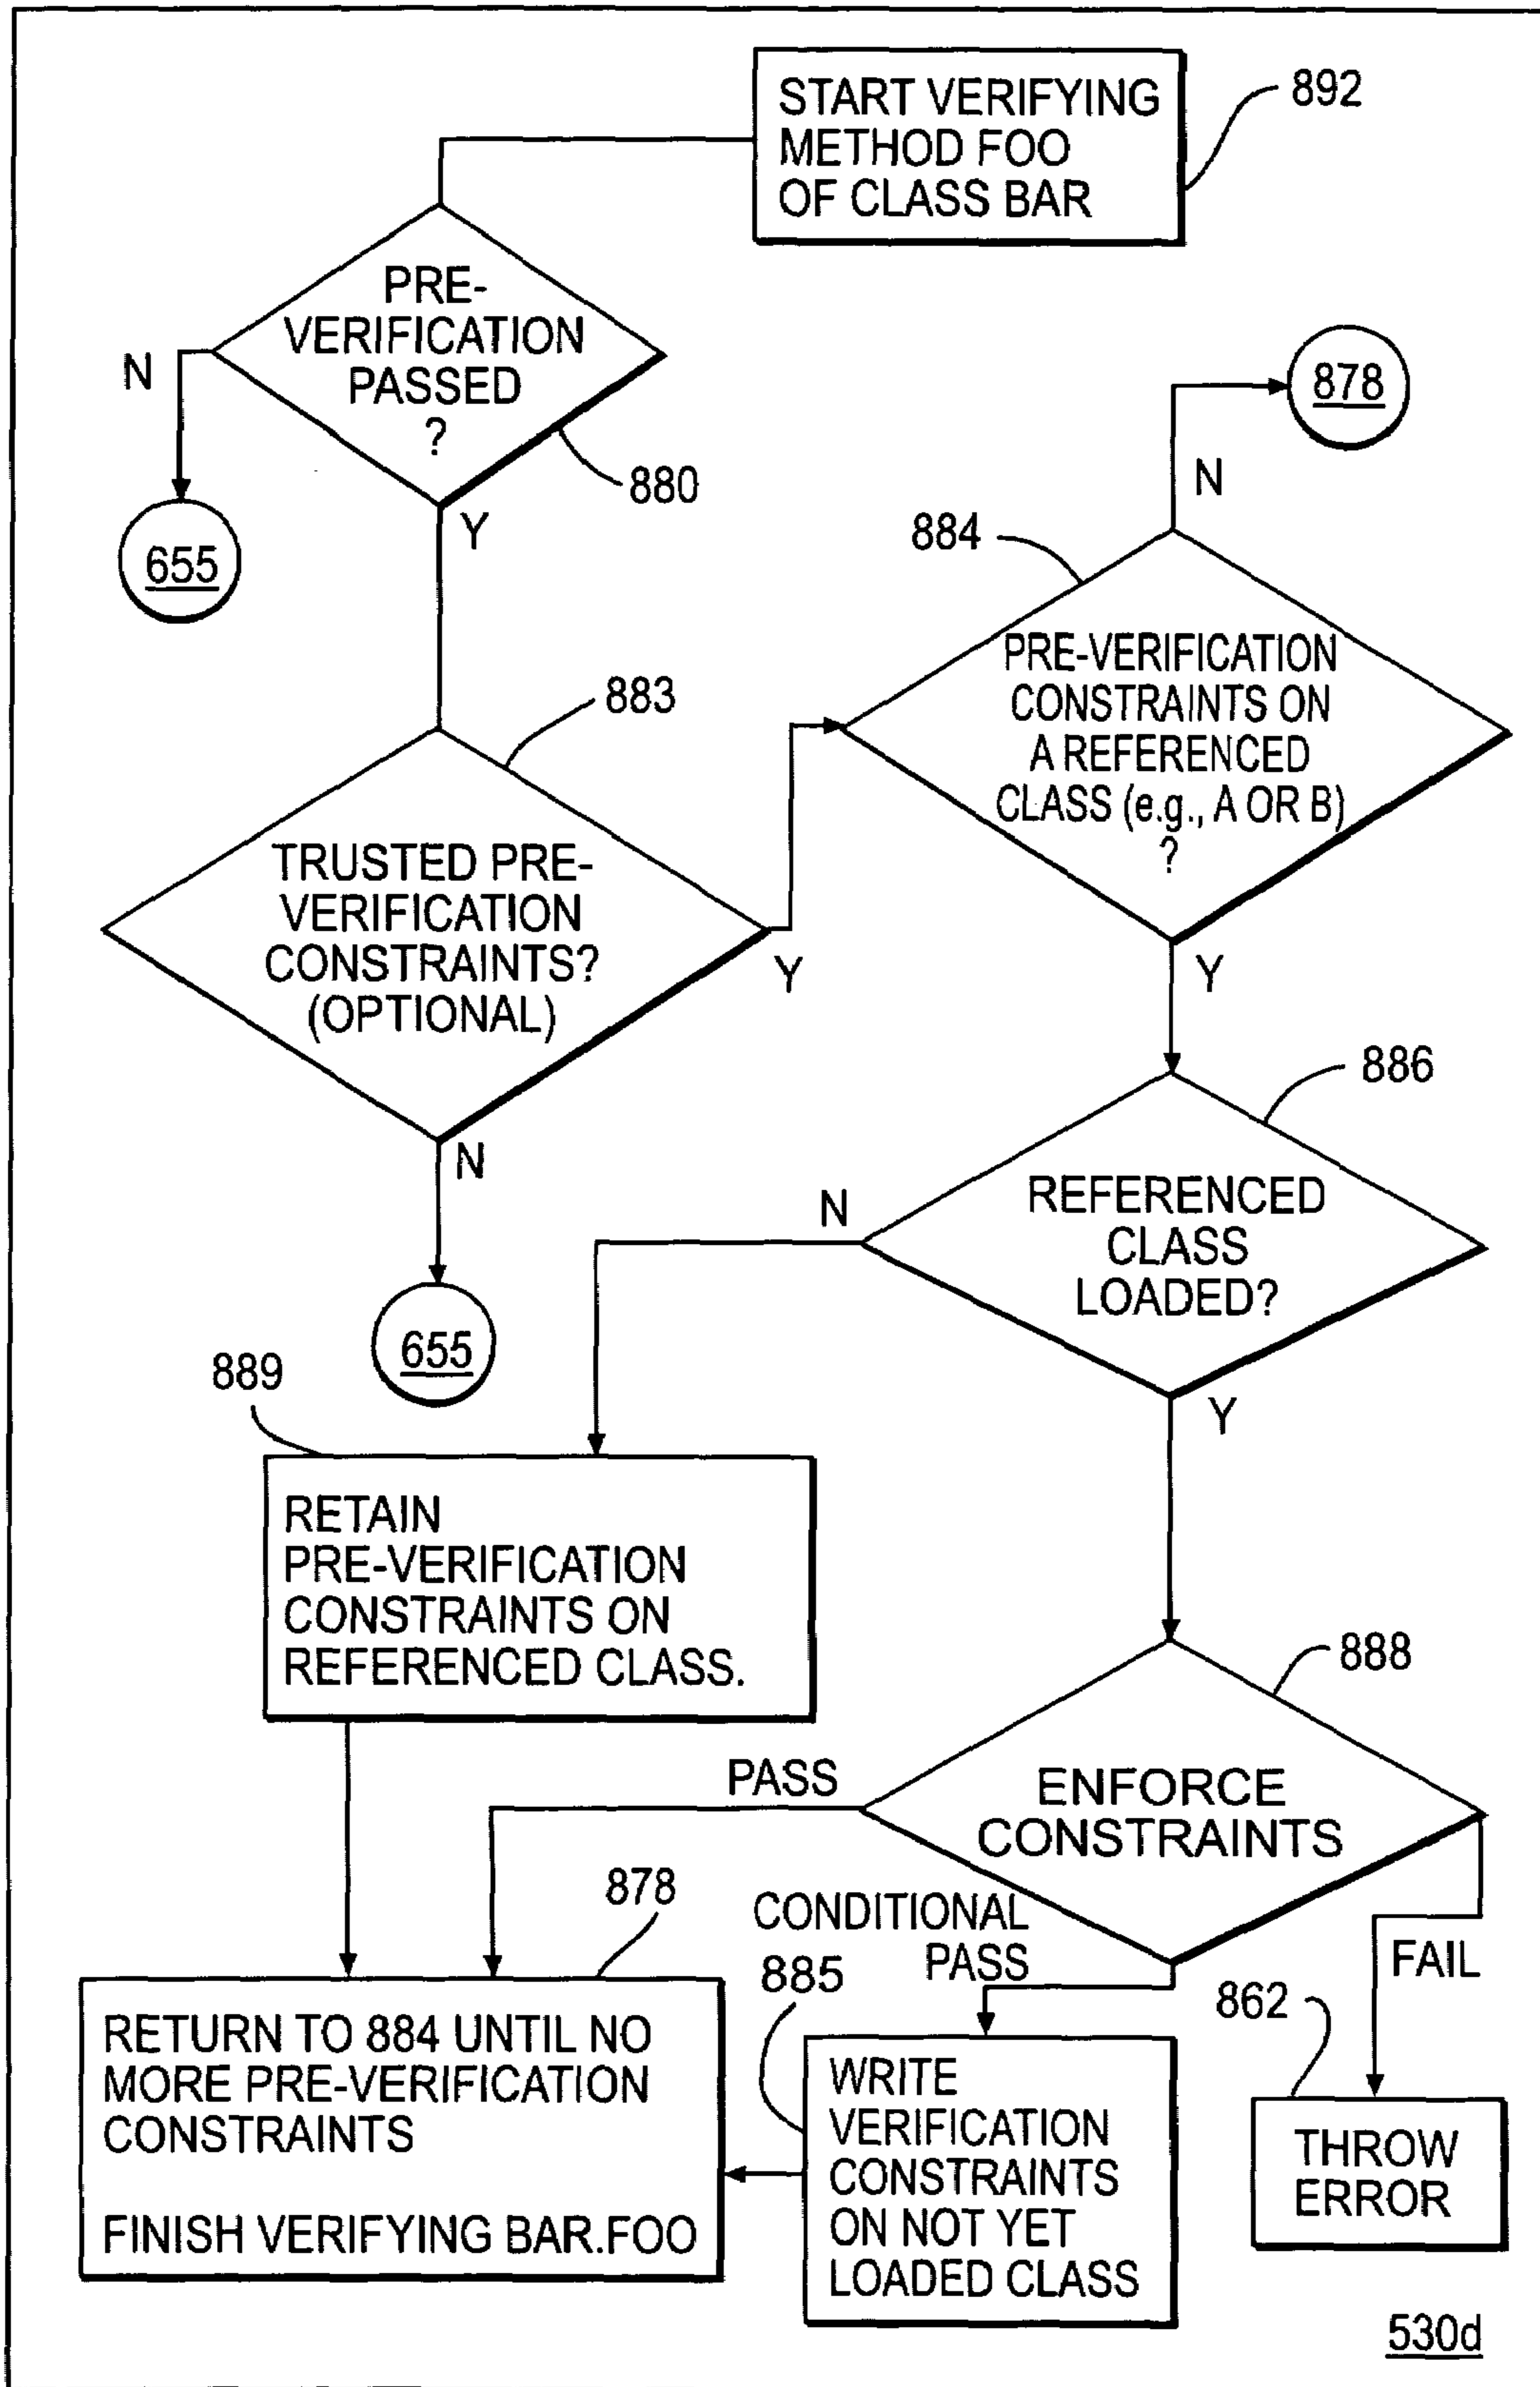 START VERIFYING
METHOD FOO
OF CLASS BAR
892
PRE-
VERIFICATION
PASSED
?
N
880
Y
655
878
N
884
PRE-VERIFICATION
CONSTRAINTS ON
A REFERENCED
CLASS (e.g., A OR B)
?
883
TRUSTED PRE-
VERIFICATION
CONSTRAINTS?
(OPTIONAL)
Y
Y
N
655
886
REFERENCED
CLASS
LOADED?
N
Y
889
RETAIN
PRE-VERIFICATION
CONSTRAINTS ON
REFERENCED CLASS.
888
ENFORCE
CONSTRAINTS
PASS
CONDITIONAL
PASS
FAIL
878
RETURN TO 884 UNTIL NO
MORE PRE-VERIFICATION
CONSTRAINTS
FINISH VERIFYING BAR.FOO
885
WRITE
VERIFICATION
CONSTRAINTS
ON NOT YET
LOADED CLASS
862
THROW
ERROR
530d